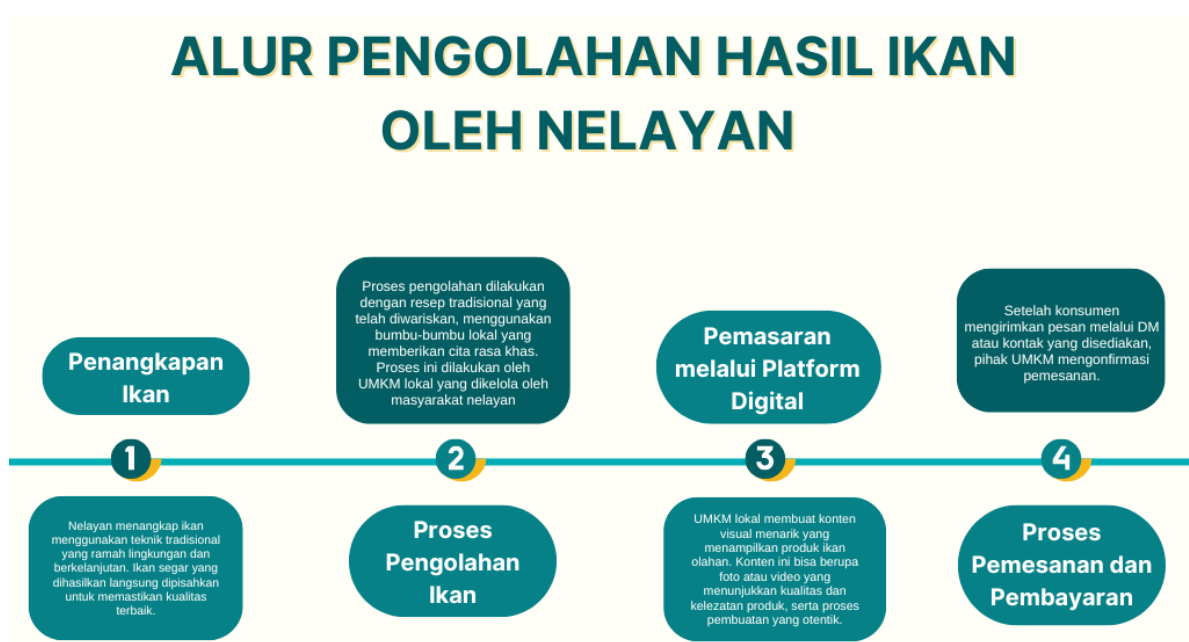 ALUR PENGOLAHAN HASIL IKAN
OLEH NELAYAN
Penangkapan
Ikan
1
Nelayan menangkap ikan
menggunakan teknik tradisional
yang ramah lingkungan dan
berkelanjutan. Ikan segar yang
dihasilkan langsung dipisahkan
untuk memastikan kualitas
terbaik.
Proses pengolahan dilakukan
dengan resep tradisional yang
telah diwariskan, menggunakan
bumbu-bumbu lokal yang
memberikan cita rasa khas.
Proses ini dilakukan oleh
UMKM lokal yang dikelola oleh
masyarakat nelayan
2
Proses
Pengolahan
Ikan
Pemasaran
melalui Platform
Digital
3
UMKM lokal membuat konten
visual menarik yang
menampilkan produk ikan
olahan. Konten ini bisa berupa
foto atau video yang
menunjukkan kualitas dan
kelezatan produk, serta proses
pembuatan yang otentik.
Setelah konsumen
mengirimkan pesan melalui DM
atau kontak yang disediakan,
pihak UMKM mengonfirmasi
pemesanan.
4
Proses
Pemesanan dan
Pembayaran